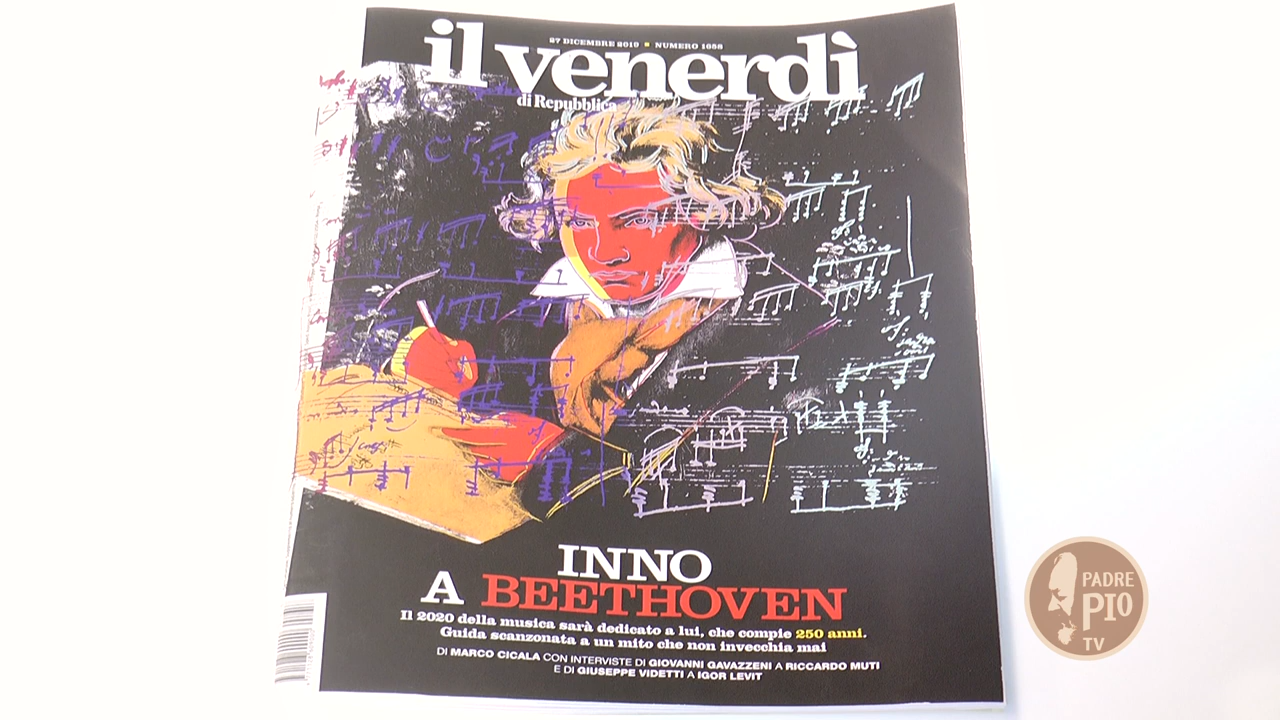 27 DICEMBRE 2019 ■ NUMERO 1658
il venerdì
di Repubblica
INNO
A BEETHOVEN
Il 2020 della musica sarà dedicato a lui, che compie 250 anni.
Guida scanzonata a un mito che non invecchia mai
DI MARCO CICALA CON INTERVISTE DI GIOVANNI GAVAZZENI A RICCARDO MUTI
E DI GIUSEPPE VIDETTI A IGOR LEVIT
PADRE
PIO
TV